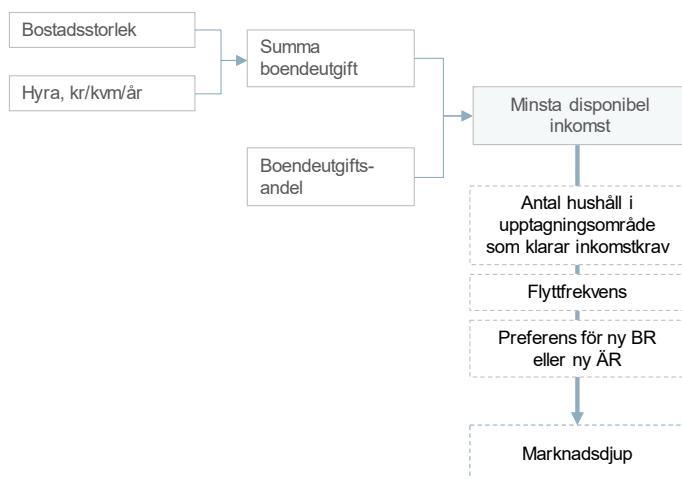 Bostadsstorlek
Hyra, kr/kvm/år
Summa
boendeutgift
Boendeutgifts-
andel
Minsta disponibel
inkomst
Antal hushåll i
upptagningsområde
som klarar inkomstkrav
Flyttfrekvens
Preferens för ny BR
eller ny ÄR
Marknadsdjup